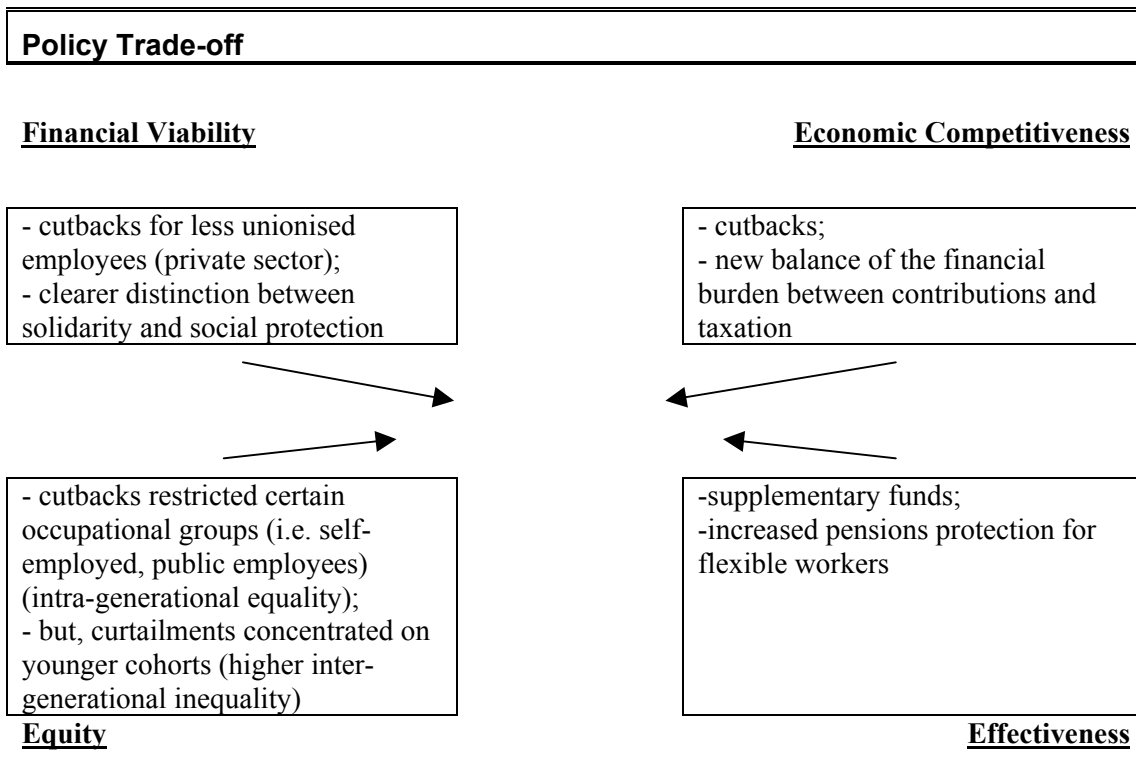 Policy Trade-off
Financial Viability
Economic Competitiveness
- cutbacks for less unionised
employees (private sector);
- clearer distinction between
solidarity and social protection
- cutbacks;
- new balance of the financial
burden between contributions and
taxation
- cutbacks restricted certain
occupational groups (i.e. self-
employed, public employees)
(intra-generational equality);
- but, curtailments concentrated on
younger cohorts (higher inter-
generational inequality)
-supplementary funds;
-increased pensions protection for
flexible workers
Equity
Effectiveness